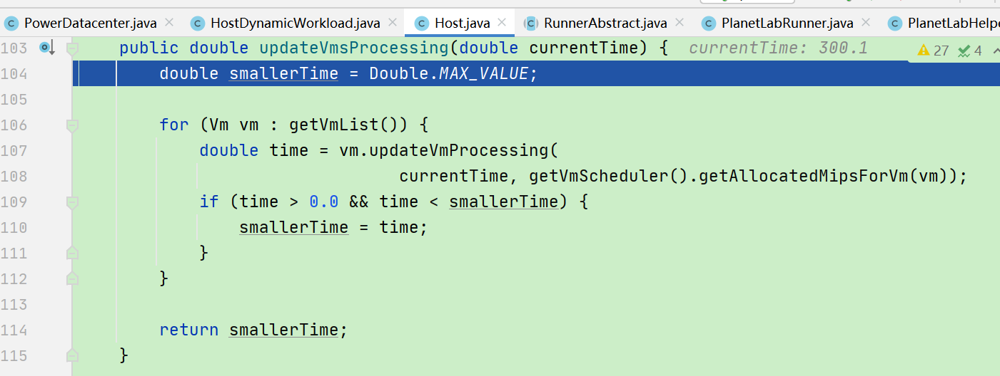 PowerDatacenter.java HostDynamicWorkload.java Host.java RunnerAbstract.java PlanetLabRunner.java PlanetLabHelpe
103 public double updateVmsProcessing(double currentTime) { currentTime: 300.1 27 4
104 double smallerTime = Double.MAX_VALUE;
105
106 for (Vm vm : getVmList()) {
107 double time = vm.updateVmProcessing(
108 currentTime, getVmScheduler().getAllocatedMipsForVm(vm));
109 if (time > 0.0 && time < smallerTime) {
110 smallerTime = time;
111 }
112 }
113
114 return smallerTime;
115 }